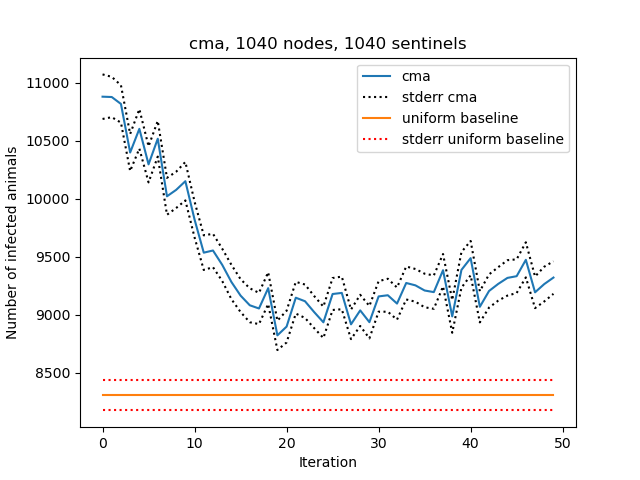 cma, 1040 nodes, 1040 sentinels
11000
10500
10000
9500
9000
8500
Number of infected animals
cma
stderr cma
uniform baseline
stderr uniform baseline
0
10
20
30
40
50
Iteration